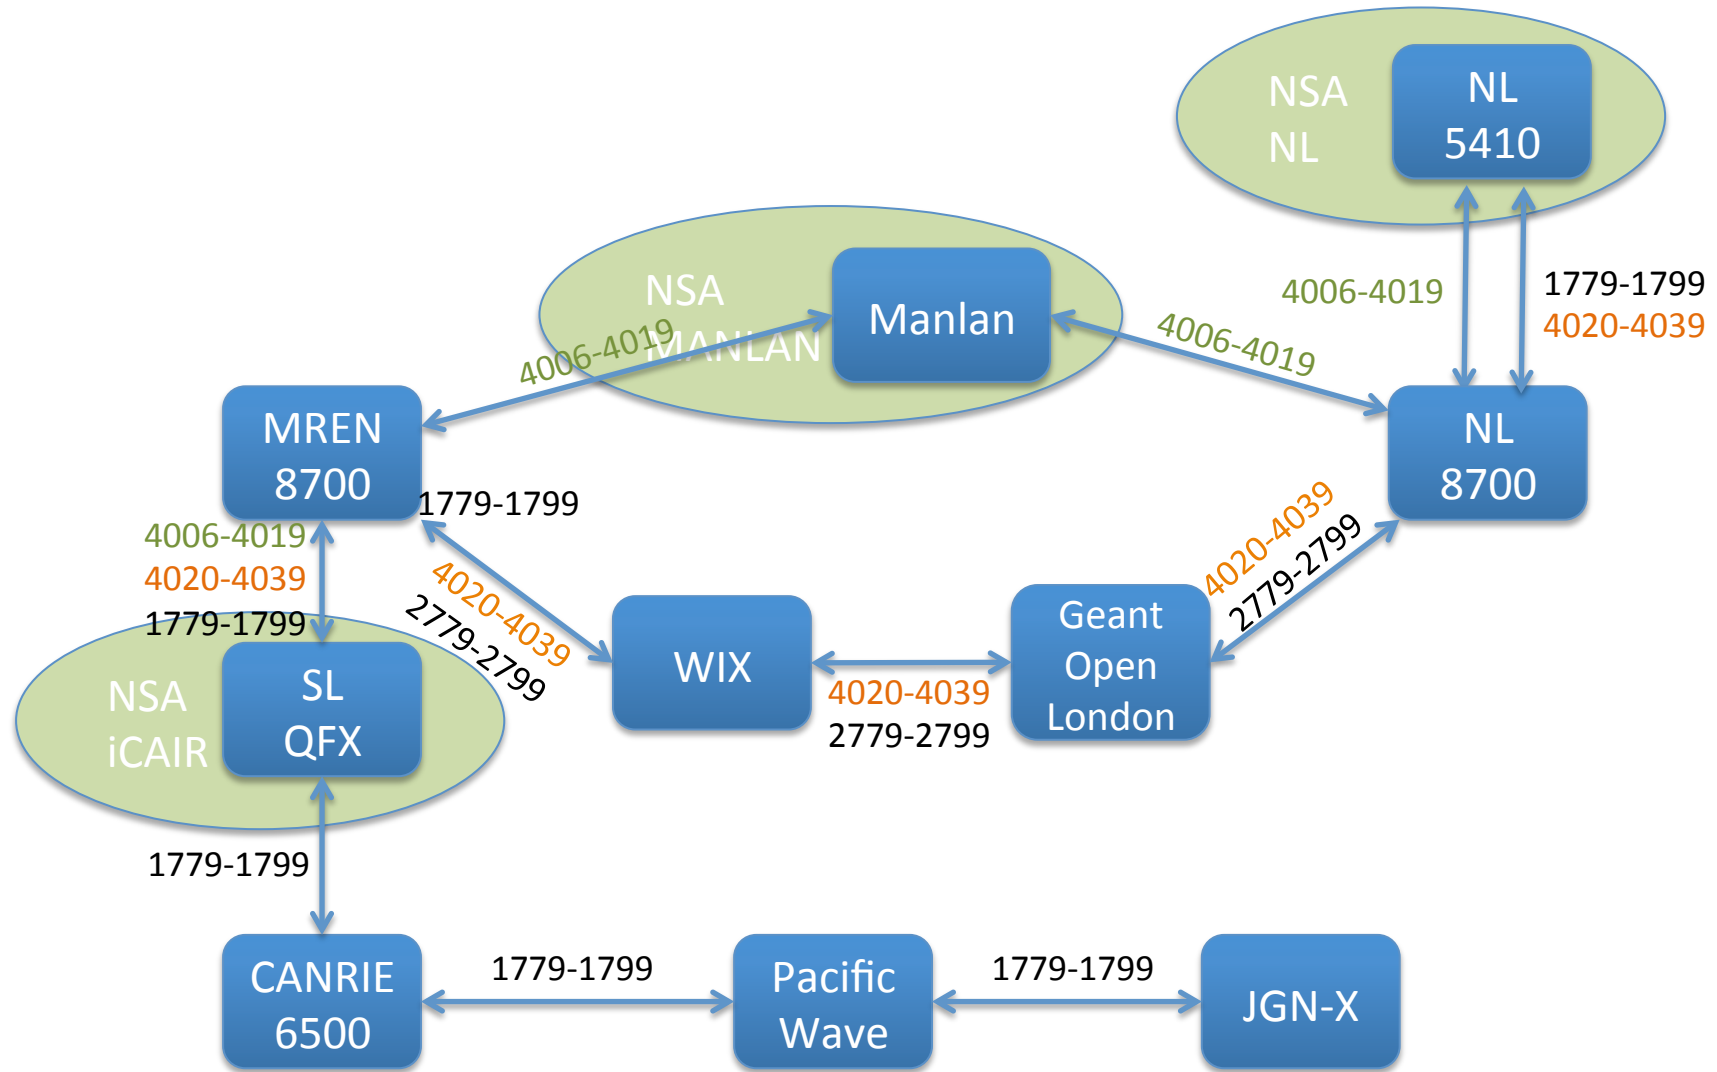 NSA
NL
NL
5410
4006-4019
1779-1799
4020-4039
NSA
MANLAN
Manlan
4006-4019
4006-4019
MREN
8700
NL
8700
1779-1799
4006-4019
4020-4039
1779-1799
4020-4039
2779-2799
4020-4039
2779-2799
WIX
Geant
Open
London
4020-4039
2779-2799
NSA
iCAIR
SL
QFX
1779-1799
CANRIE
6500
1779-1799
Pacific
Wave
1779-1799
JGN-X